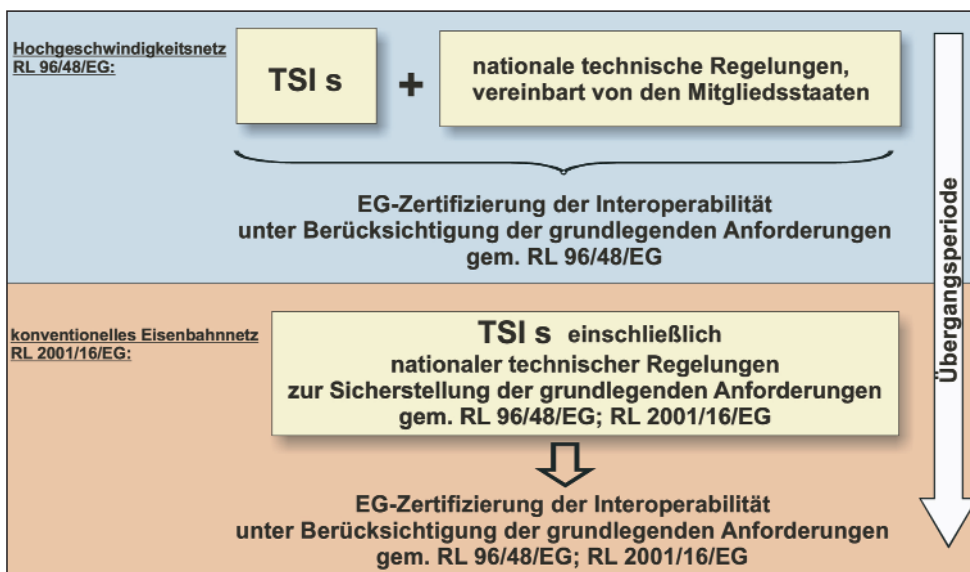 Hochgeschwindigkeitsnetz
RL 96/48/EG:
TSI s
+
nationale technische Regelungen,
vereinbart von den Mitgliedsstaaten
EG-Zertifizierung der Interoperabilität
unter Berücksichtigung der grundlegenden Anforderungen
gem. RL 96/48/EG
konventionelles Eisenbahnnetz
RL 2001/16/EG:
TSI s einschließlich
nationaler technischer Regelungen
zur Sicherstellung der grundlegenden Anforderungen
gem. RL 96/48/EG; RL 2001/16/EG
EG-Zertifizierung der Interoperabilität
unter Berücksichtigung der grundlegenden Anforderungen
gem. RL 96/48/EG; RL 2001/16/EG
Übergangsperiode